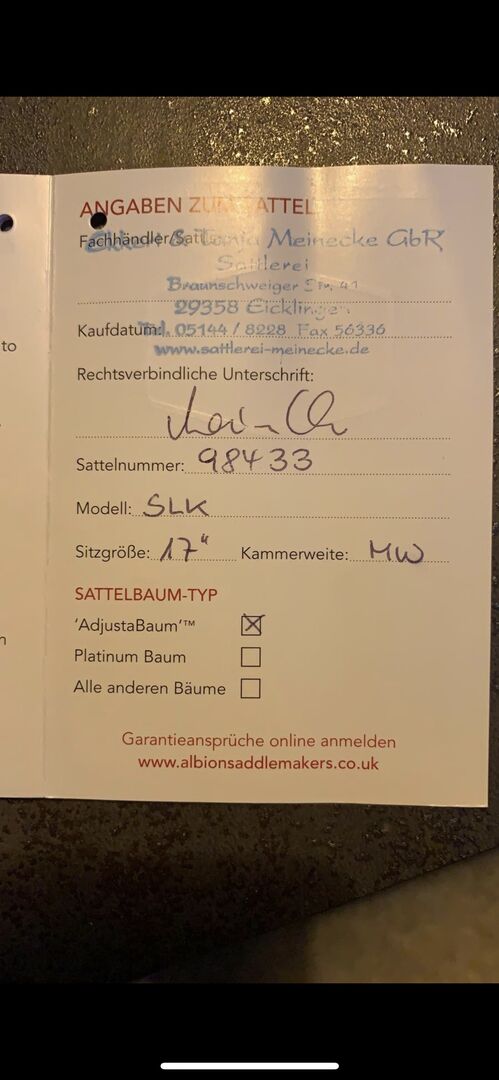 ANGABEN ZUM SATTEL
Fachhändler/Sattler
& Tanja Meinecke GbR
Sattlerei
Braunschweiger Str. 41
29358 Eicklingen
Kaufdatum: Tel. 05144 / 8228 Fax 56336
www.sattlerei-meinecke.de
to
Rechtsverbindliche Unterschrift:
Sattelnummer: 98433
Modell: SLK
Sitzgröße: 17" Kammerweite: MW
SATTELBAUM-TYP
'AdjustaBaum'™
n
Platinum Baum
Alle anderen Bäume
Garantieansprüche online anmelden
www.albionsaddlemakers.co.uk